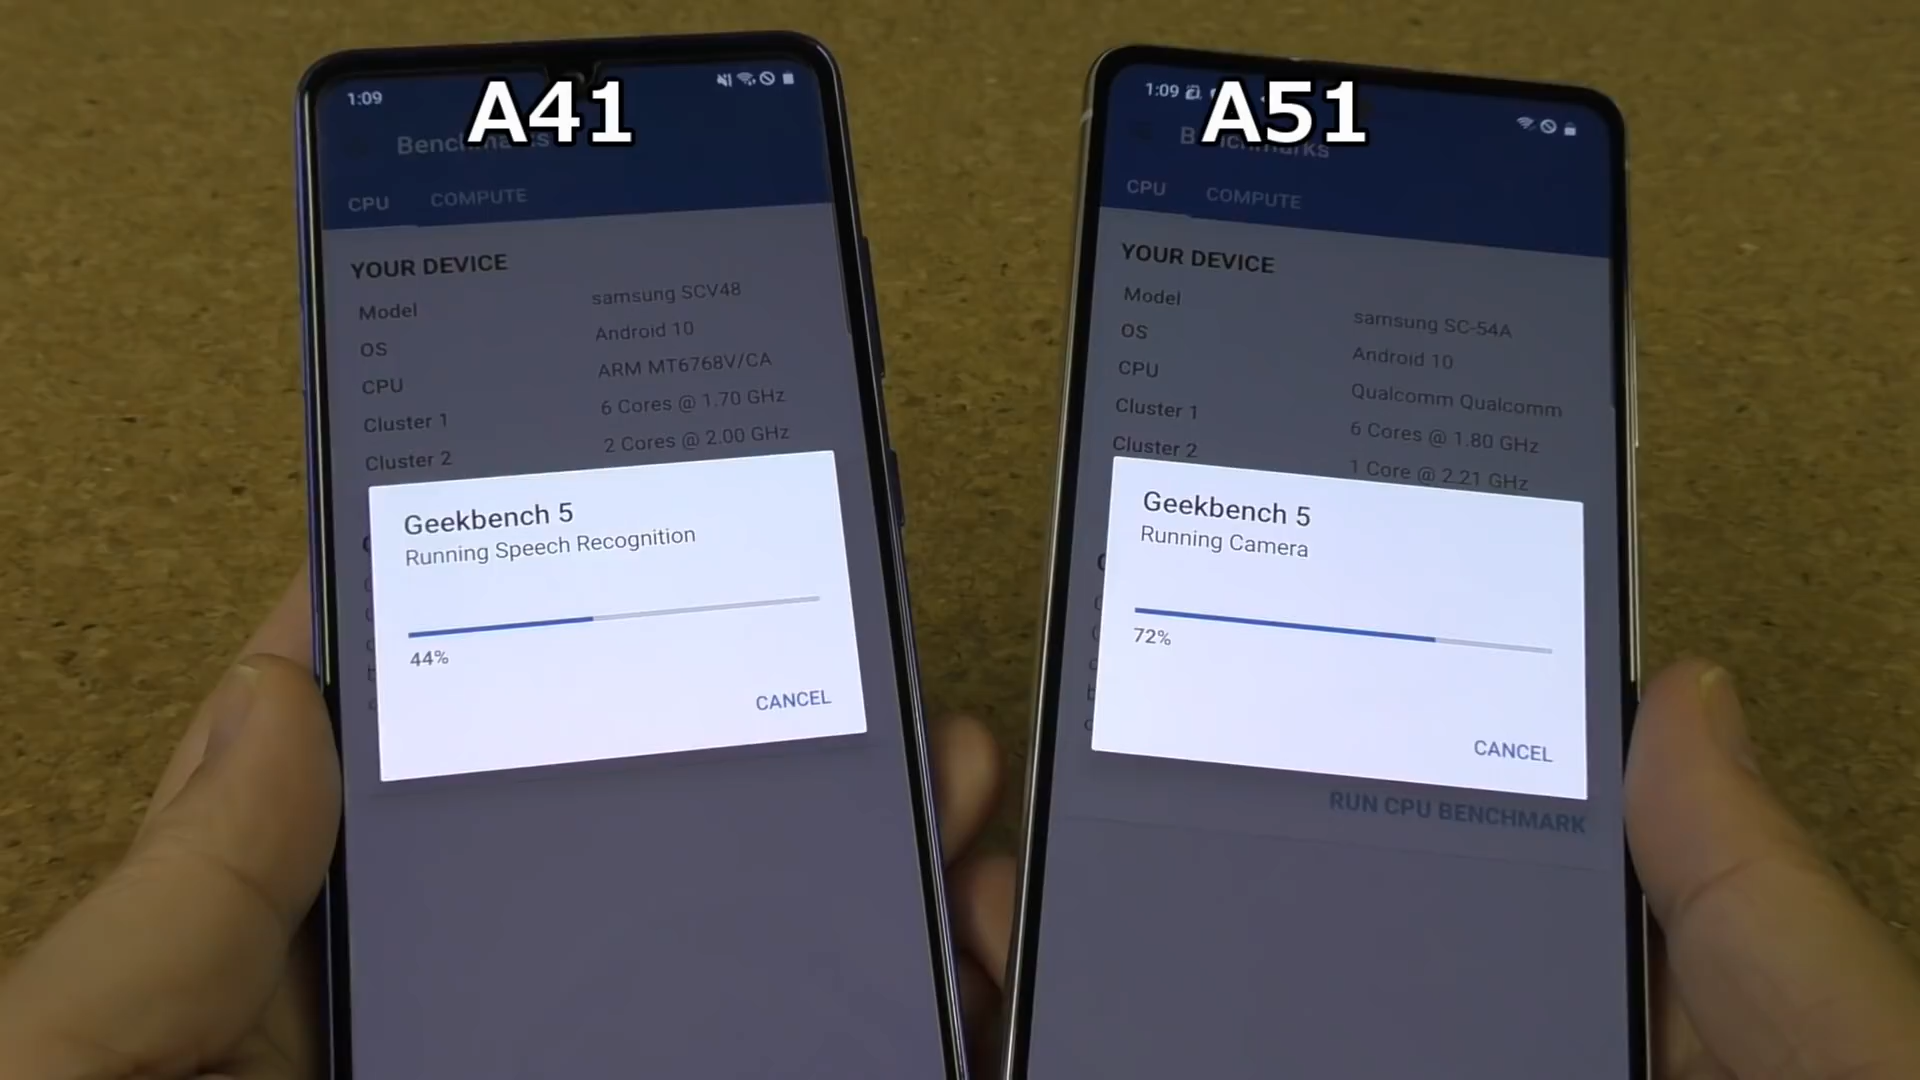 A41
1:09
Benchmarks
CPU COMPUTE
YOUR DEVICE
Model samsung SCV48
OS Android 10
CPU ARM MT6768V/CA
Cluster 1 6 Cores @ 1.70 GHz
Cluster 2 2 Cores @ 2.00 GHz
Geekbench 5
Running Speech Recognition
44%
CANCEL
A51
1:09
Benchmarks
CPU COMPUTE
YOUR DEVICE
Model samsung SC-54A
OS Android 10
CPU Qualcomm Qualcomm
Cluster 1 6 Cores @ 1.80 GHz
Cluster 2 1 Core @ 2.21 GHz
Geekbench 5
Running Camera
72%
CANCEL
RUN CPU BENCHMARK